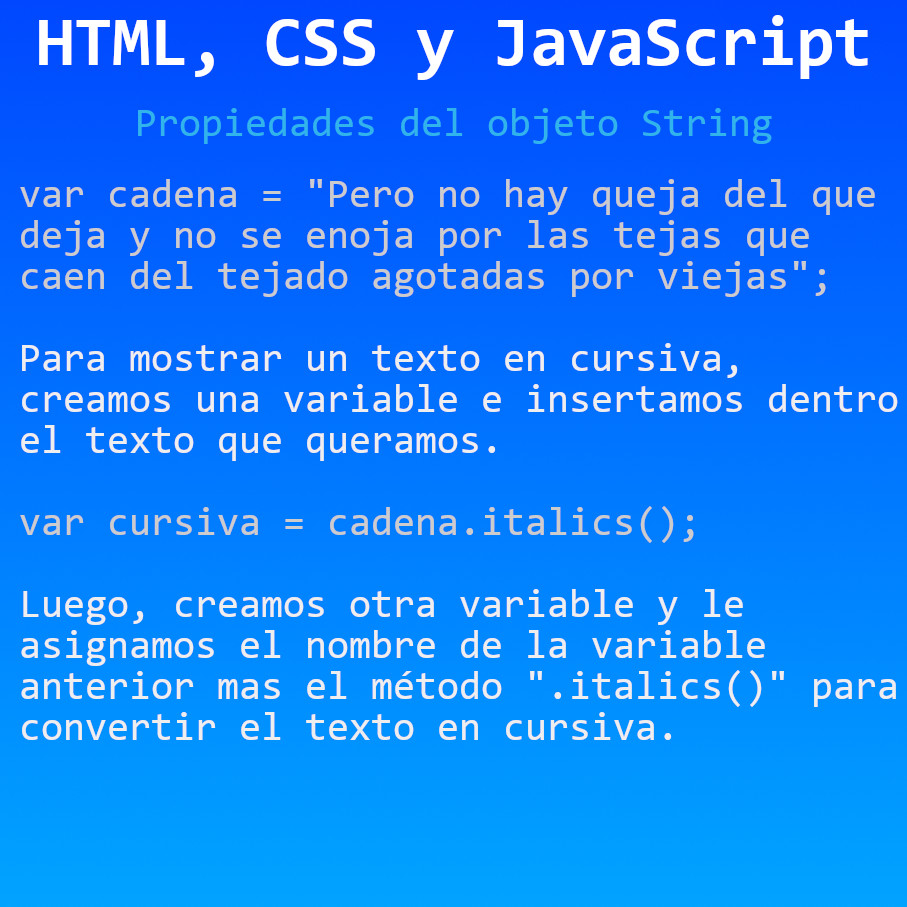 HTML, CSS y JavaScript
Propiedades del objeto String
var cadena = "Pero no hay queja del que
deja y no se enoja por las tejas que
caen del tejado agotadas por viejas";
Para mostrar un texto en cursiva,
creamos una variable e insertamos dentro
el texto que queramos.
var cursiva = cadena.italics();
Luego, creamos otra variable y le
asignamos el nombre de la variable
anterior mas el método ".italics()" para
convertir el texto en cursiva.